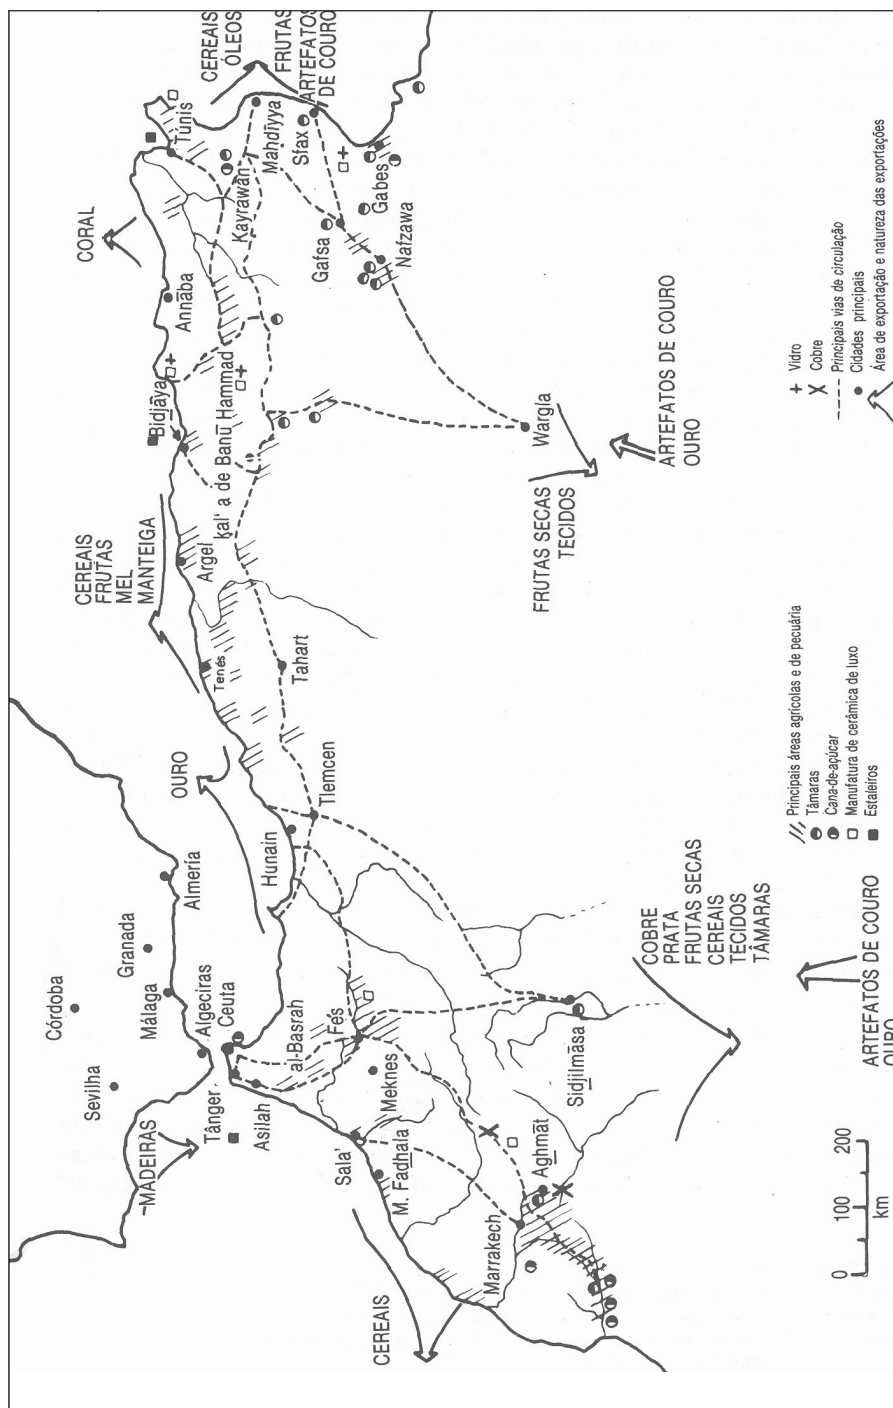 MADEIRAS
CEREAIS
OURO
CEREAIS
FRUTAS
MEL
MANTEIGA
CORAL
CEREAIS
ÓLEOS
FRUTAS
ARTEFATOS
DE COURO
Sevilha
Córdoba
Granada
Málaga
Algeciras
Almería
Ceuta
Tânger
Asilah
al-Basrah
Sala'
M. Fadhala
Meknes
Fes
Marrakech
Aghmāt
Sidjilmāsa
Hunain
Tlemcen
Tahart
Tenés
Argel
Bidjāya
kal' a de Banū Hammad
Annāba
Túnis
Kayrawān
Mahdīyya
Sfax
Gafsa
Gabes
Nafzawa
Wargla
FRUTAS SECAS
TECIDOS
ARTEFATOS DE COURO
OURO
COBRE
PRATA
FRUTAS SECAS
CEREAIS
TECIDOS
TÂMARAS
ARTEFATOS DE COURO
OURO
0 100 200
km
Principais áreas agrícolas e de pecuária
Tâmaras
Cana-de-açúcar
Manufatura de cerâmica de luxo
Estaleiros
Vidro
Cobre
Principais vias de circulação
Cidades principais
Área de exportação e natureza das exportações